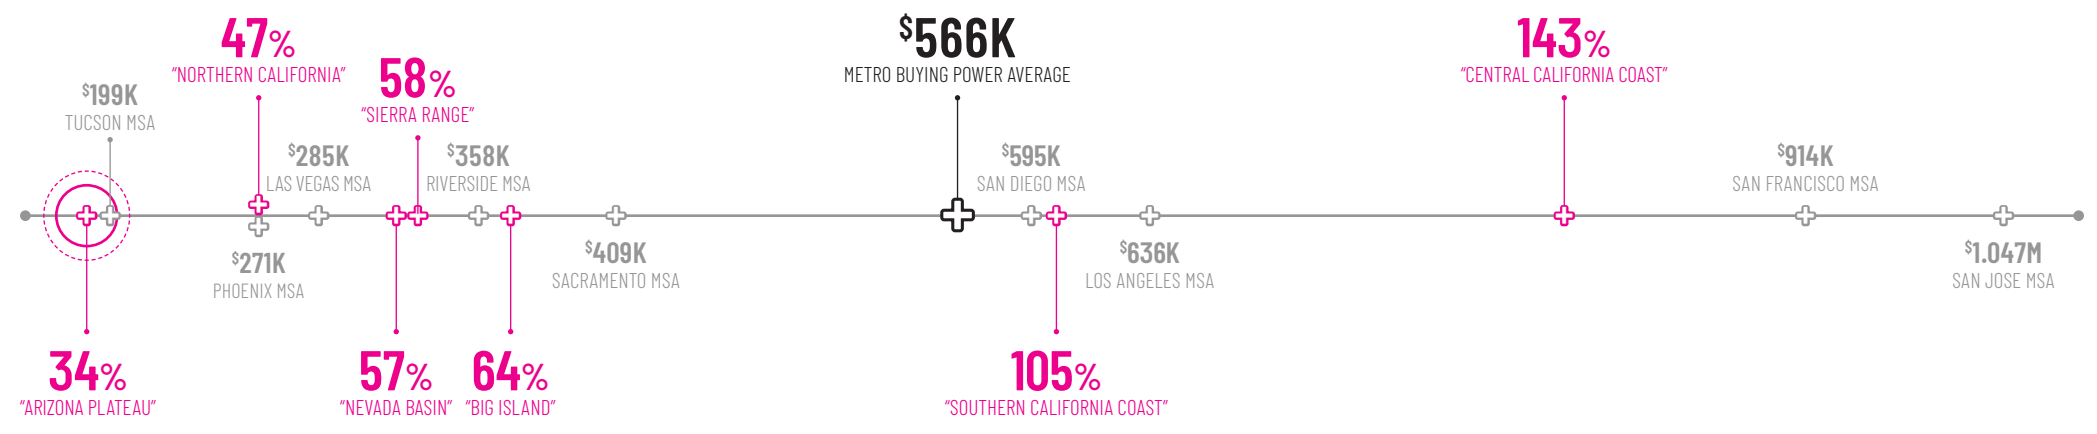 47%
“NORTHERN CALIFORNIA”
58%
“SIERRA RANGE”
$566K
METRO BUYING POWER AVERAGE
143%
“CENTRAL CALIFORNIA COAST”
$199K
TUCSON MSA
$285K
LAS VEGAS MSA
$358K
RIVERSIDE MSA
$595K
SAN DIEGO MSA
$914K
SAN FRANCISCO MSA
$271K
PHOENIX MSA
$409K
SACRAMENTO MSA
$636K
LOS ANGELES MSA
$1.047M
SAN JOSE MSA
34%
“ARIZONA PLATEAU”
57%
“NEVADA BASIN”
64%
“BIG ISLAND”
105%
“SOUTHERN CALIFORNIA COAST”